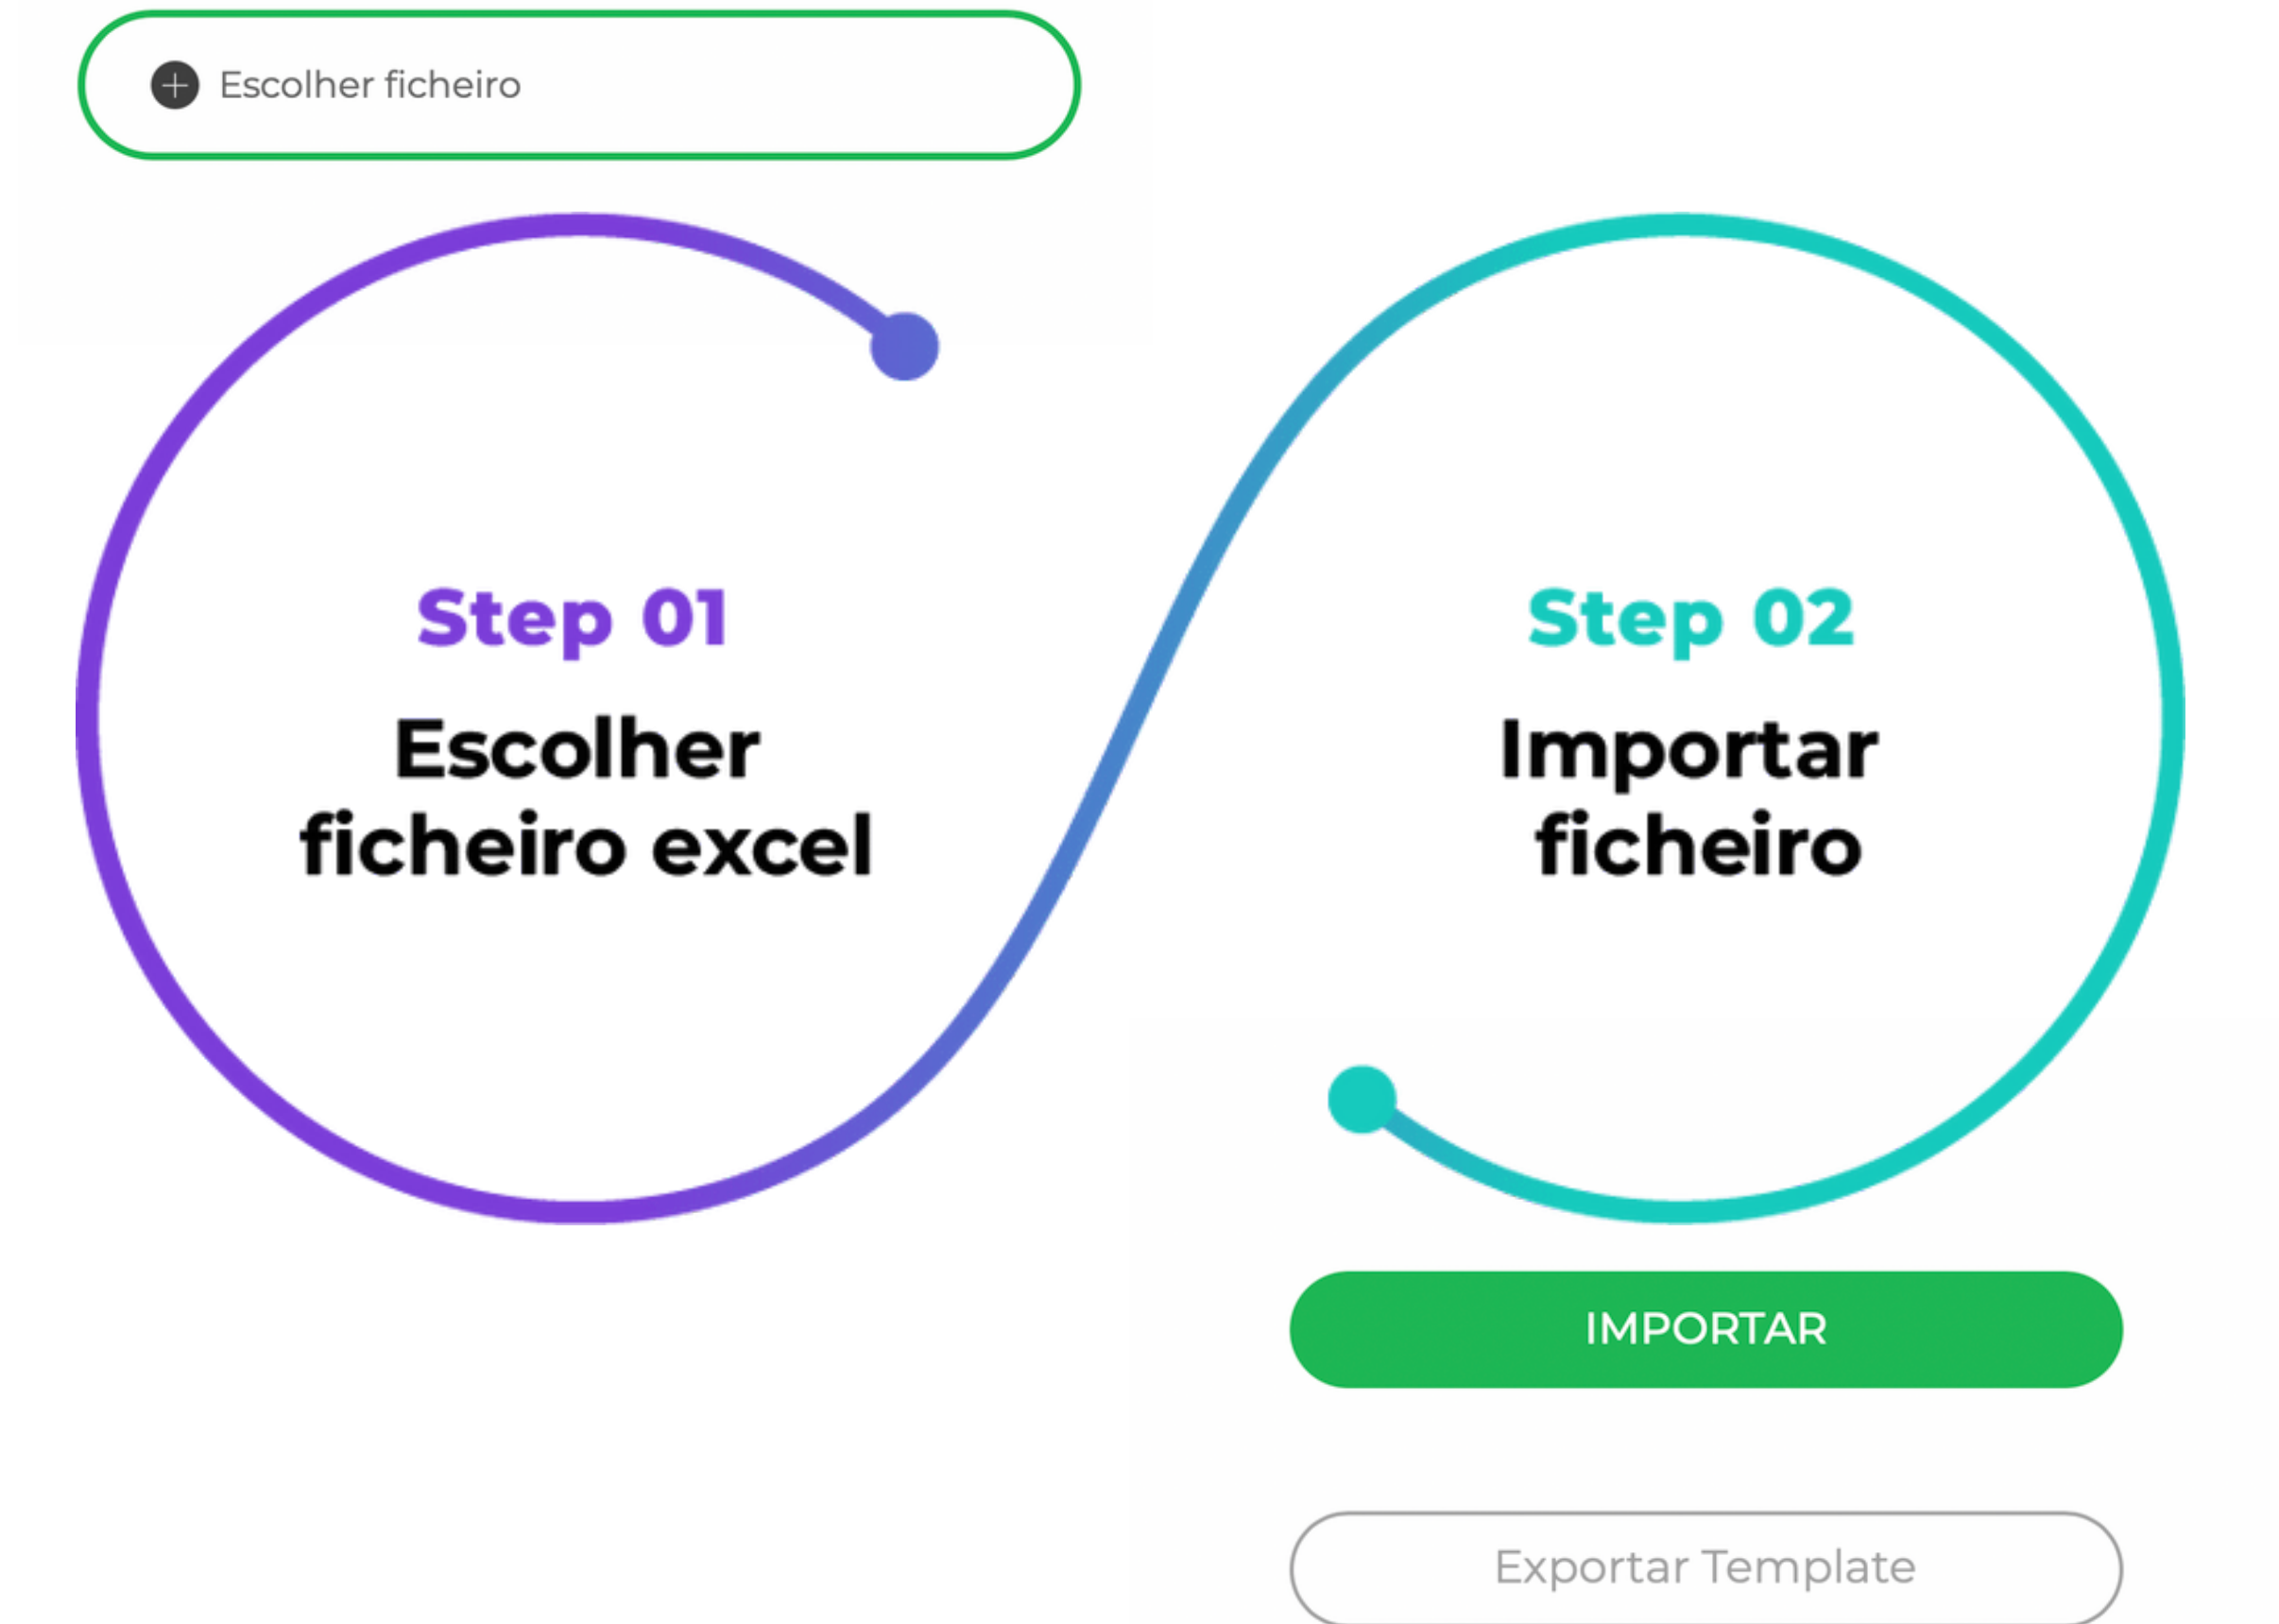 Escolher ficheiro
Step 01
Escolher
ficheiro excel
Step 02
Importar
ficheiro
IMPORTAR
Exportar Template